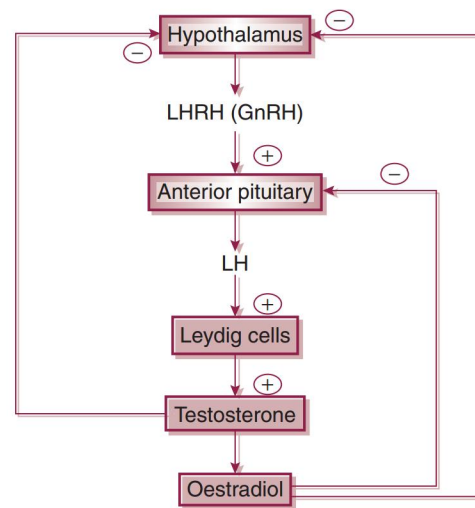 Hypothalamus
LHRH (GnRH)
Anterior pituitary
LH
Leydig cells
Testosterone
Oestradiol